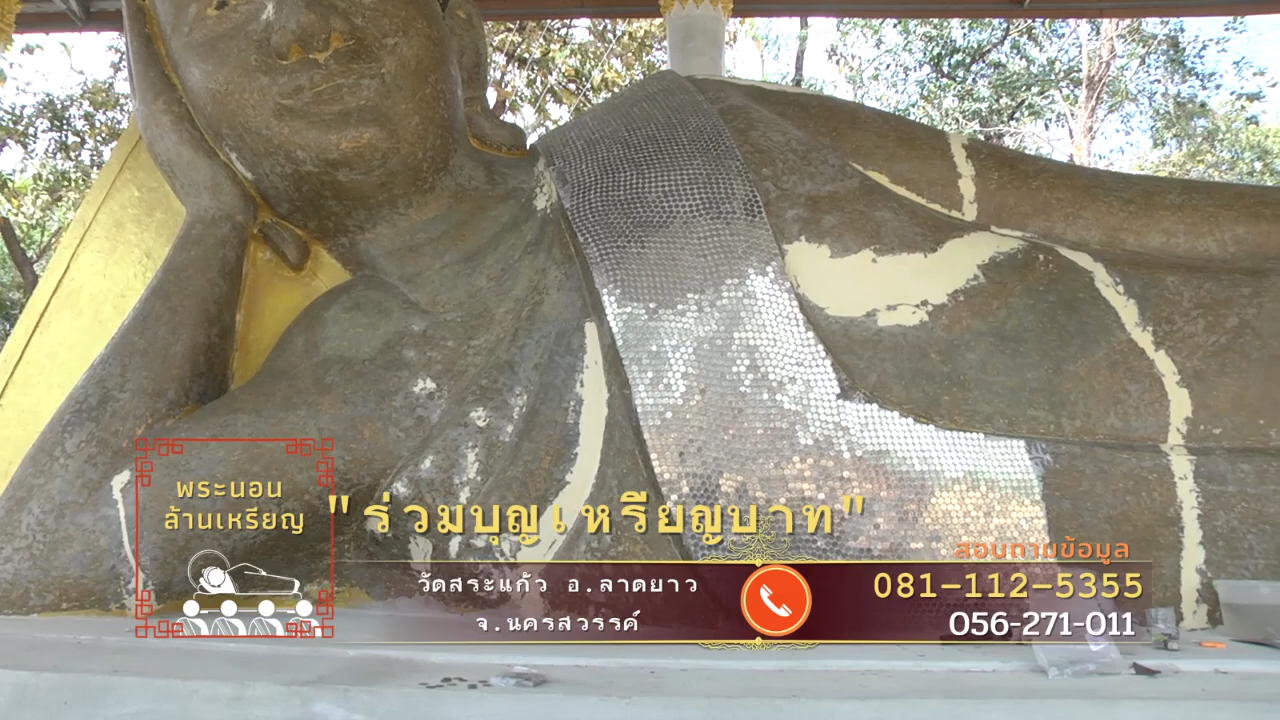 พระนอน
ล้านเหรียญ
"ร่วมบุญเหรียญบาท"
สอบถามข้อมูล
วัดสระแก้ว อ.ลาดยาว
จ.นครสวรรค์
081-112-5355
056-271-011